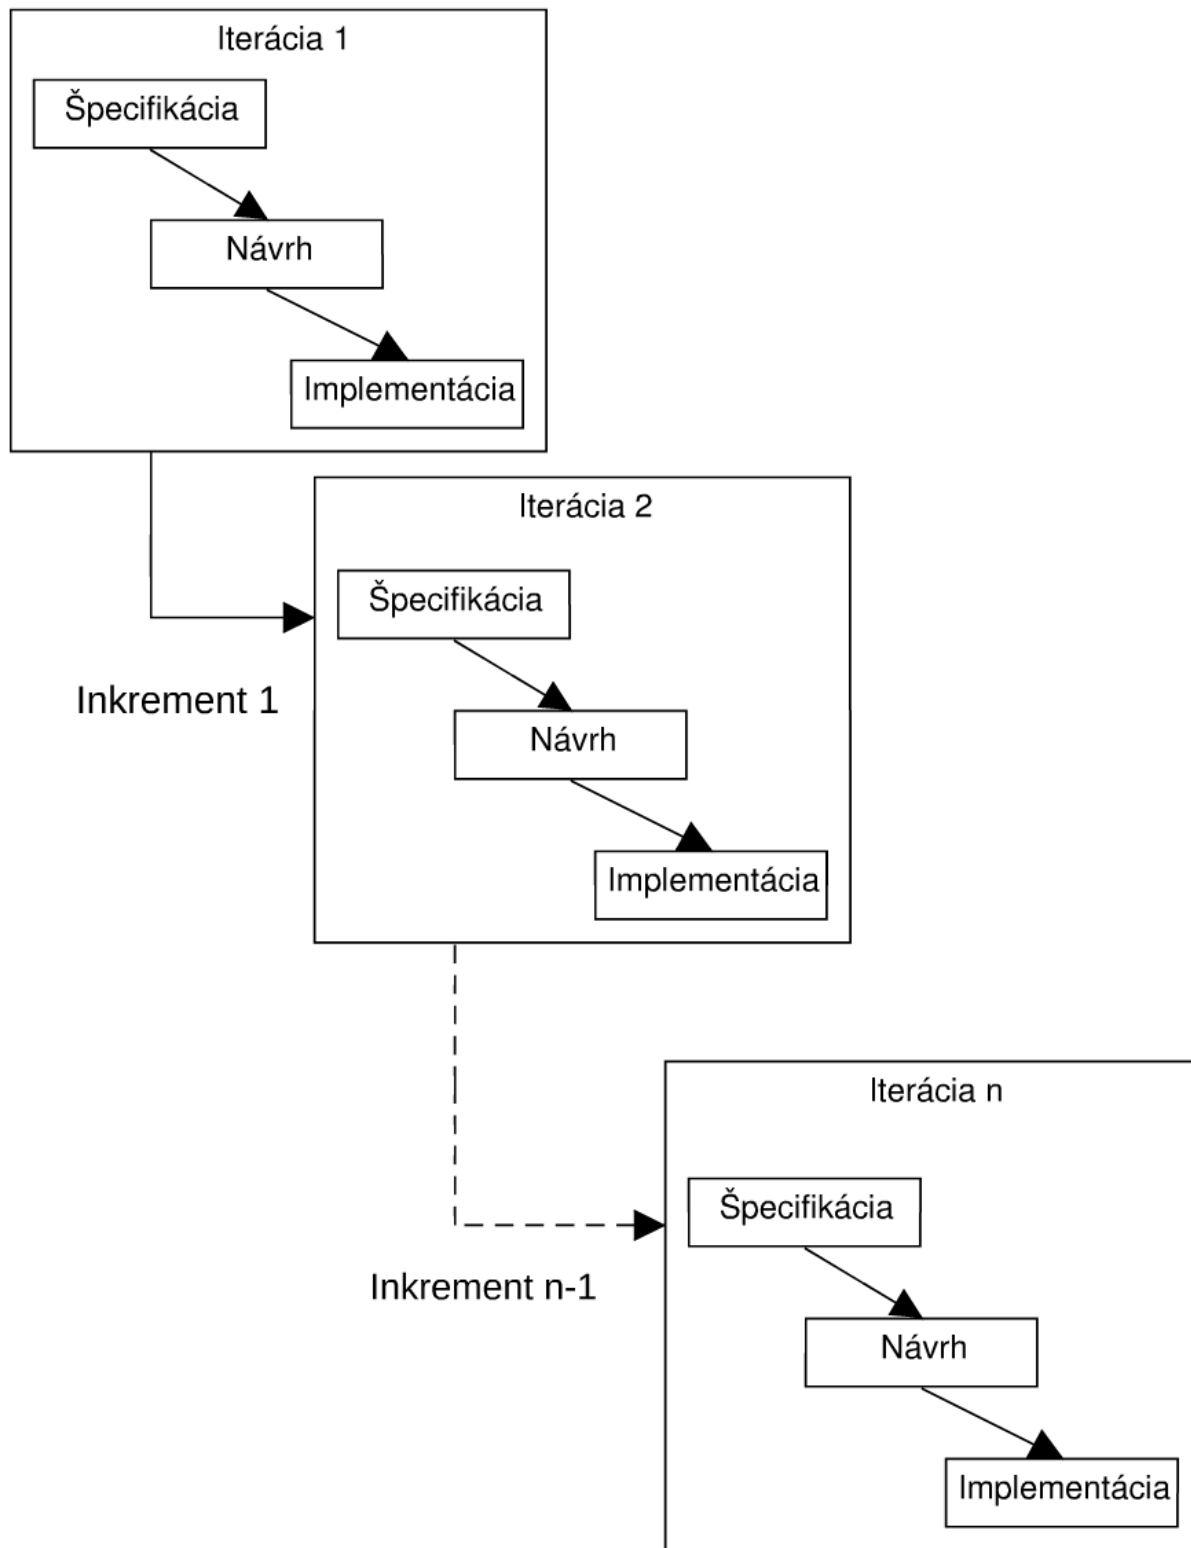 Iterácia 1
Špecifikácia
Návrh
Implementácia
Inkrement 1
Iterácia 2
Špecifikácia
Návrh
Implementácia
Inkrement n-1
Iterácia n
Špecifikácia
Návrh
Implementácia